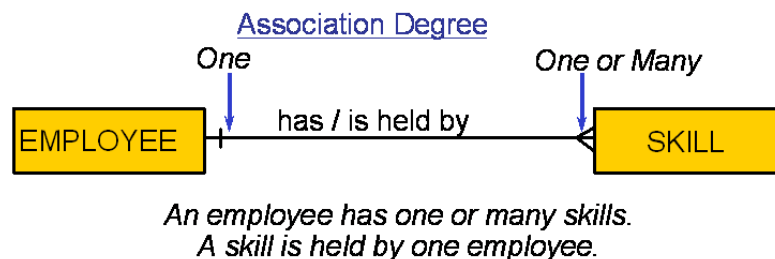 Association Degree
One
One or Many
EMPLOYEE
has / is held by
SKILL
An employee has one or many skills.
A skill is held by one employee.